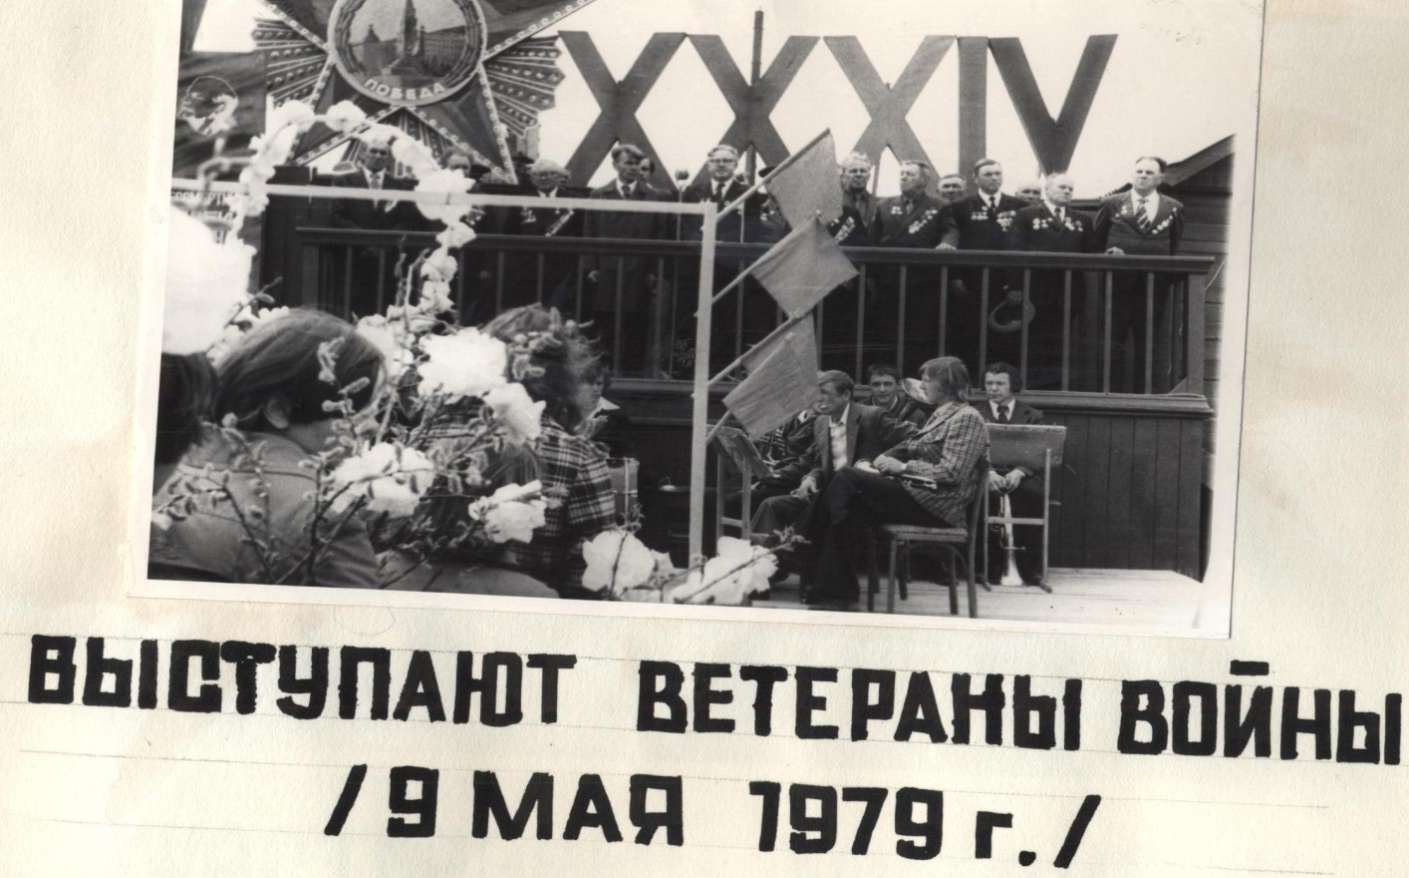 ПОБЕДА
XXXIV
ВЫСТУПАЮТ ВЕТЕРАНЫ ВОЙНЫ
/9 МАЯ 1979 г./